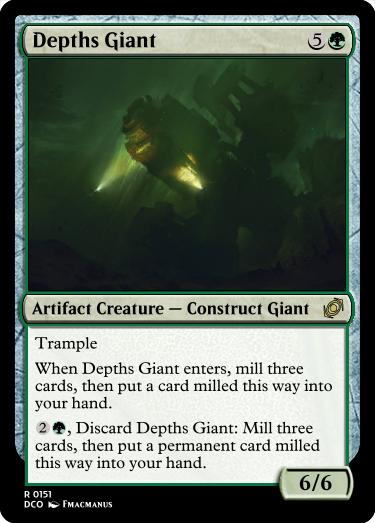 Depths Giant 5
Artifact Creature — Construct Giant
Trample
When Depths Giant enters, mill three
cards, then put a card milled this way into
your hand.
2, Discard Depths Giant: Mill three
cards, then put a permanent card milled
this way into your hand.
6/6
R 0151
DCO Fmacmanus